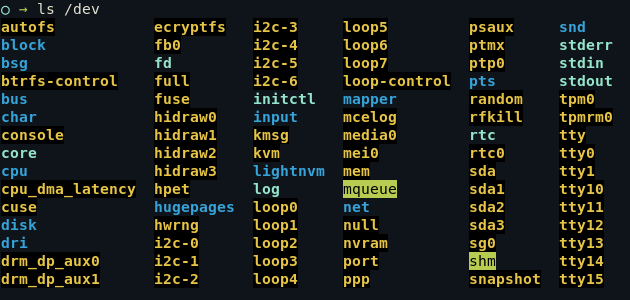 ○ → ls /dev
autofs ecryptfs i2c-3 loop5 psaux snd
block fb0 i2c-4 loop6 ptmx stderr
bsg fd i2c-5 loop7 ptp0 stdin
btrfs-control full i2c-6 loop-control pts stdout
bus fuse initctl mapper random tpm0
char hidraw0 input mcelog rfkill tpmrm0
console hidraw1 kmsg media0 rtc tty
core hidraw2 kvm mei0 rtc0 tty0
cpu hidraw3 lightnvm mem sda tty1
cpu_dma_latency hpet log mqueue sda1 tty10
cuse hugepages loop0 net sda2 tty11
disk hwrng loop1 null sda3 tty12
dri i2c-0 loop2 nvram sg0 tty13
drm_dp_aux0 i2c-1 loop3 port shm tty14
drm_dp_aux1 i2c-2 loop4 ppp snapshot tty15